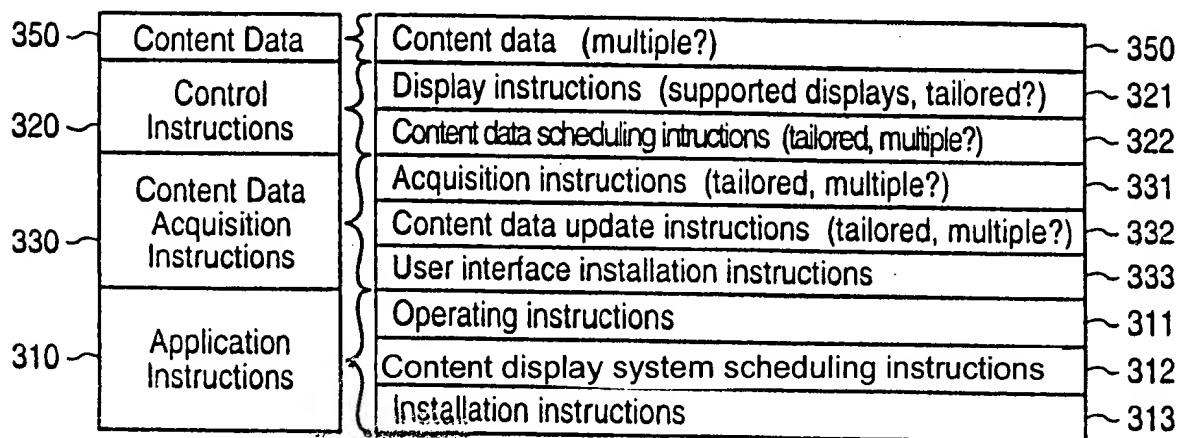 350 Content Data
Content data (multiple?) 350
320 Control
Instructions
Display instructions (supported displays, tailored?) 321
Content data scheduling intructions (tailored, multiple?) 322
330 Content Data
Acquisition
Instructions
Acquisition instructions (tailored, multiple?) 331
Content data update instructions (tailored, multiple?) 332
User interface installation instructions 333
310 Application
Instructions
Operating instructions 311
Content display system scheduling instructions 312
Installation instructions 313